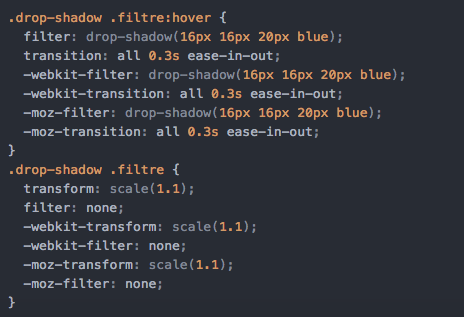 .drop-shadow .filtre:hover {
  filter: drop-shadow(16px 16px 20px blue);
  transition: all 0.3s ease-in-out;
  -webkit-filter: drop-shadow(16px 16px 20px blue);
  -webkit-transition: all 0.3s ease-in-out;
  -moz-filter: drop-shadow(16px 16px 20px blue);
  -moz-transition: all 0.3s ease-in-out;
}
.drop-shadow .filtre {
  transform: scale(1.1);
  filter: none;
  -webkit-transform: scale(1.1);
  -webkit-filter: none;
  -moz-transform: scale(1.1);
  -moz-filter: none;
}